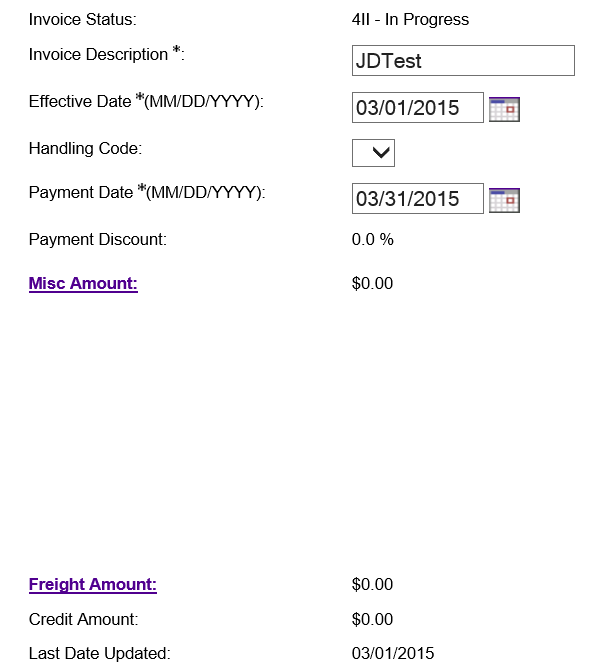 Invoice Status: 4II - In Progress
Invoice Description *: JDTest
Effective Date *(MM/DD/YYYY): 03/01/2015
Handling Code:
Payment Date *(MM/DD/YYYY): 03/31/2015
Payment Discount: 0.0 %
Misc Amount: $0.00
Freight Amount: $0.00
Credit Amount: $0.00
Last Date Updated: 03/01/2015